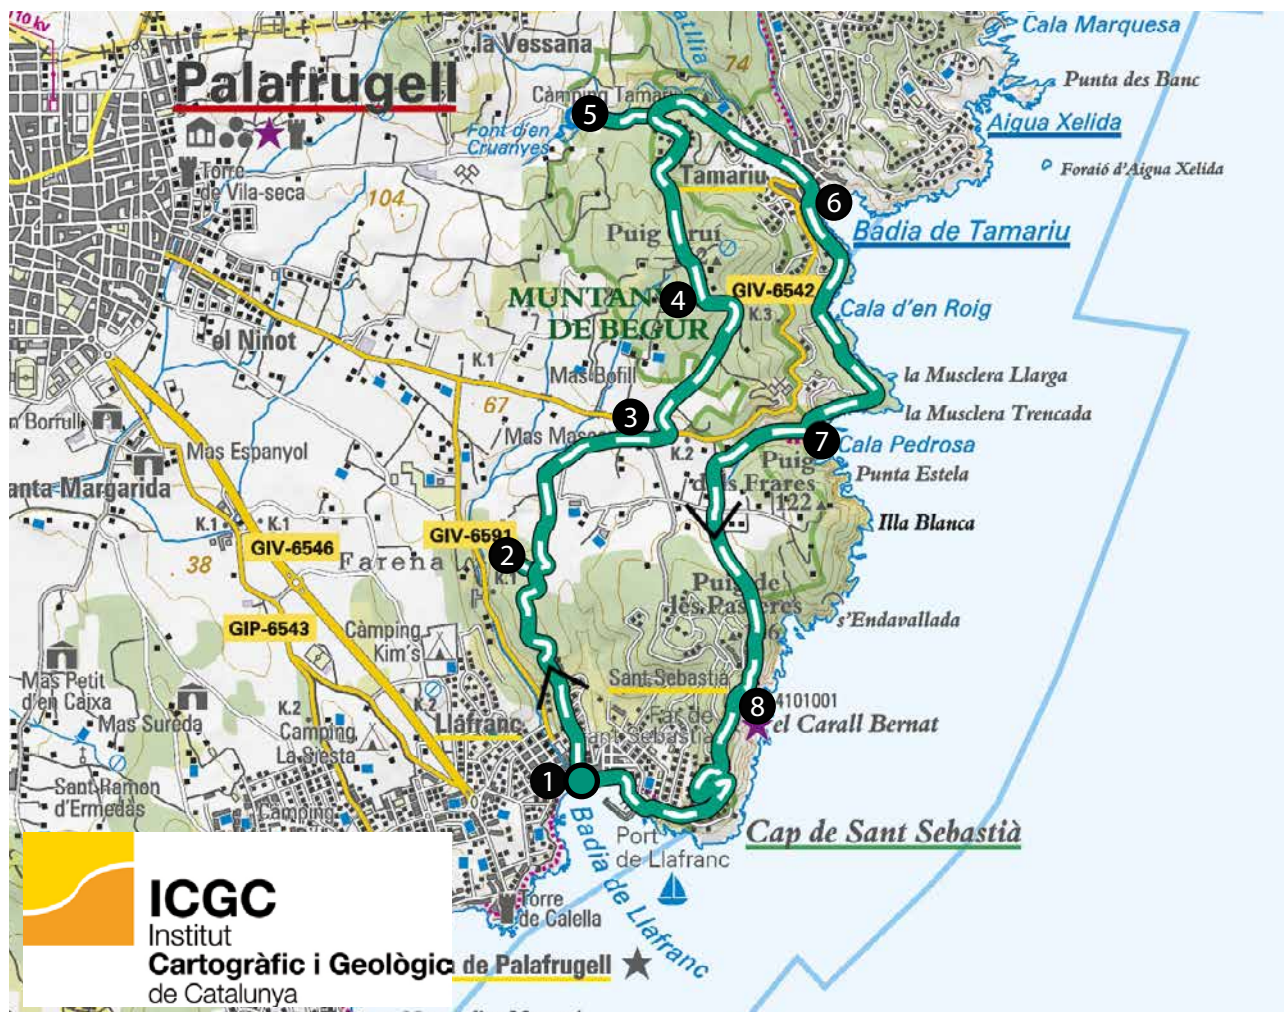 110 kv
la Vessana
Cala Marquesa
74
Punta des Banc
Palafrugell
Càmping Tamariu
5
Font d'en
Cruanyes
Aigua Xelida
Foraió d'Aigua Xelida
Torre
de Vila-seca
104
Tamariu
6
Badia de Tamariu
Puig Gruí
GIV-6542
MUNTAN
DE BEGUR
4
K.3
Cala d'en Roig
el Ninot
K.1
Mas Bofill
la Musclera Llarga
67
3
la Musclera Trencada
n Borrull
Mas Espanyol
K.2
7
Cala Pedrosa
Puig
dels Frares
122
Punta Estela
anta Margarida
Illa Blanca
K.1
K.1
GIV-6546
GIV-6591
38
Farena
2
K.1
Puig de
les Passeres
s'Endavallada
GIP-6543
Càmping
Kim's
Mas Petit
d'en Caixa
Mas Sureda
K.2
Càmping
La Siesta
Llafranc
Sant Sebastià
Far de
Sant Sebastià
8
4101001
el Carall Bernat
1
Sant Ramon
d'Ermedàs
Càmping
Badia de Llafranc
Port
de Llafranc
Cap de Sant Sebastià
Torre
de Calella
ICGC
Institut
Cartogràfic i Geològic
de Catalunya
de Palafrugell